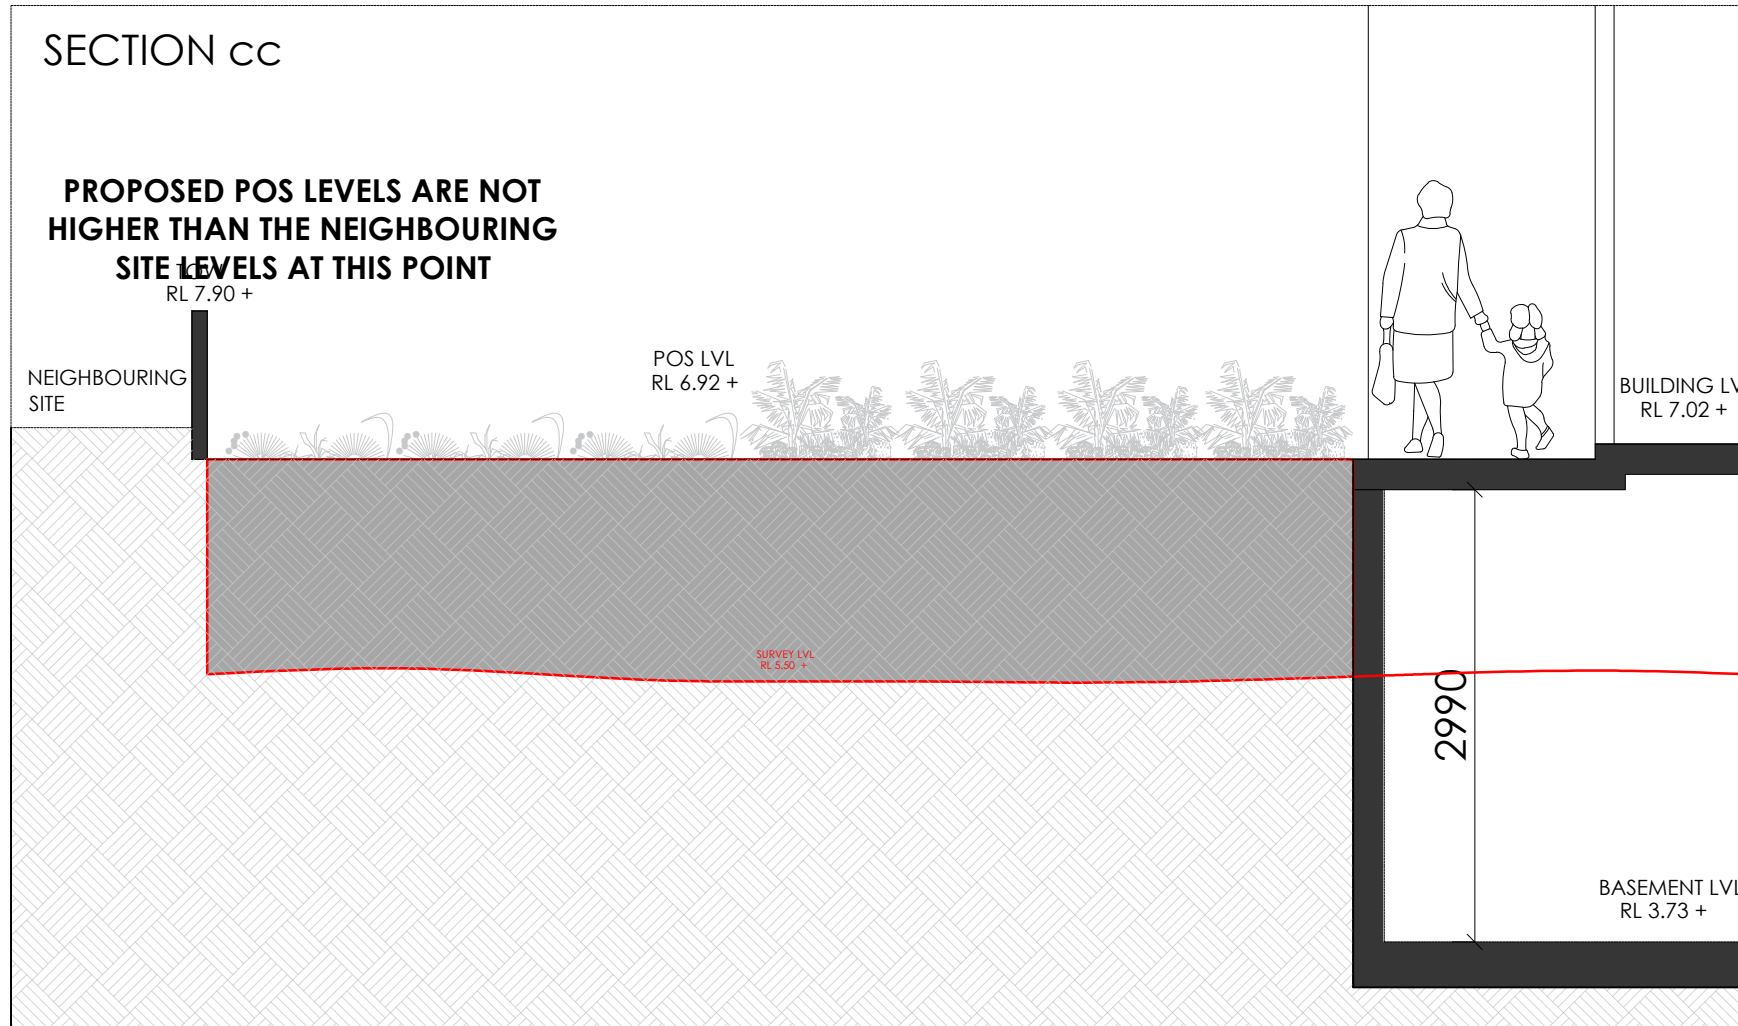 SECTION CC
PROPOSED POS LEVELS ARE NOT
HIGHER THAN THE NEIGHBOURING
SITE LEVELS AT THIS POINT
TOW
RL 7.90 +
NEIGHBOURING
SITE
POS LVL
RL 6.92 +
BUILDING LV
RL 7.02 +
SURVEY LVL
RL 5.50 +
2990
BASEMENT LVL
RL 3.73 +